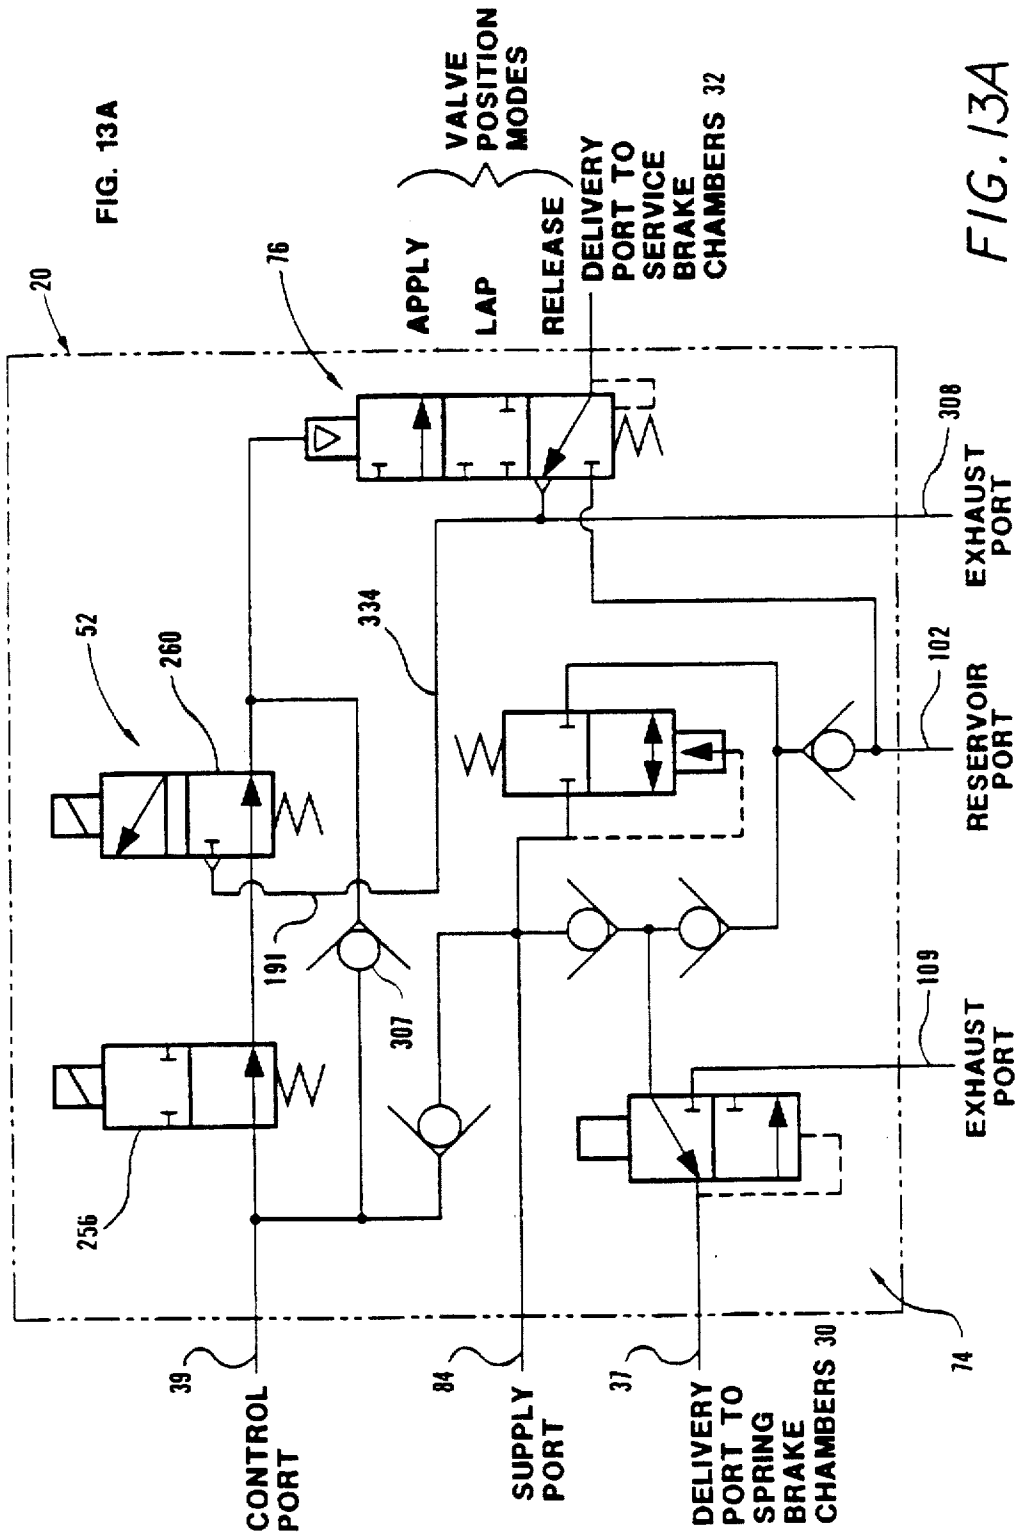 FIG. 13A
20
76
APPLY
LAP
RELEASE
VALVE
POSITION
MODES
DELIVERY
PORT TO
SERVICE
BRAKE
CHAMBERS 32
52
260
334
308
EXHAUST
PORT
102
RESERVOIR
PORT
191
307
256
109
EXHAUST
PORT
39
CONTROL
PORT
84
SUPPLY
PORT
37
DELIVERY
PORT TO
SPRING
BRAKE
CHAMBERS 30
74
FIG. 13A